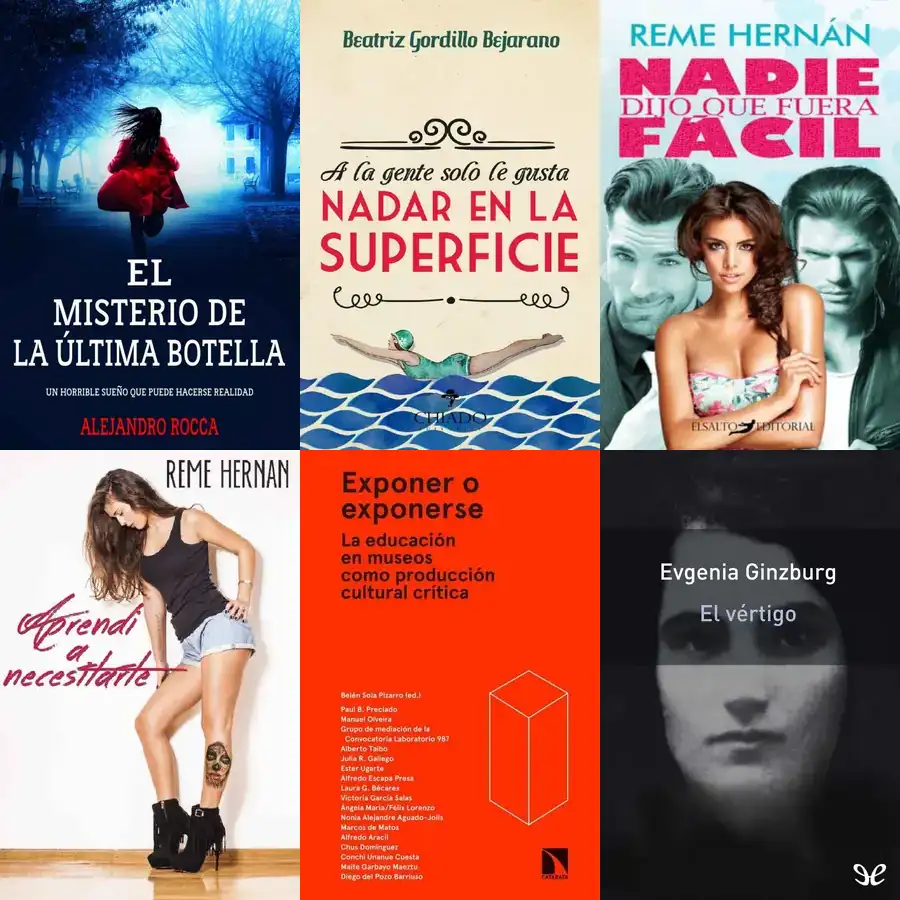 EL
MISTERIO DE
LA ÚLTIMA BOTELLA
UN HORRIBLE SUEÑO QUE PUEDE HACERSE REALIDAD
ALEJANDRO ROCCA
Beatriz Gordillo Bejarano
A la gente solo le gusta
NADAR EN LA
SUPERFICIE
CHIADO
REME HERNÁN
NADIE
DIJO QUE FUERA
FÁCIL
ELSALTO EDITORIAL
REME HERNAN
Aprendi
a
necesitarte
Exponer o
exponerse
La educación
en museos
como producción
cultural crítica
Belén Sola Pizarro (ed.)
Paul B. Preciado
Manuel Olveira
Grupo de mediación de la
Convocatoria Laboratorio 987
Alberto Taibo
Julia R. Gallego
Ester Ugarte
Alfredo Escapa Presa
Laura G. Bécares
Victoria García Salas
Ángela María/Félix Lorenzo
Nonia Alejandre Aguado-Jolis
Marcos de Matos
Alfredo Aracil
Chus Domínguez
Conchi Unanue Cuesta
Maite Garbayo Maeztu
Diego del Pozo Barriuso
CATARATA
Evgenia Ginzburg
El vértigo